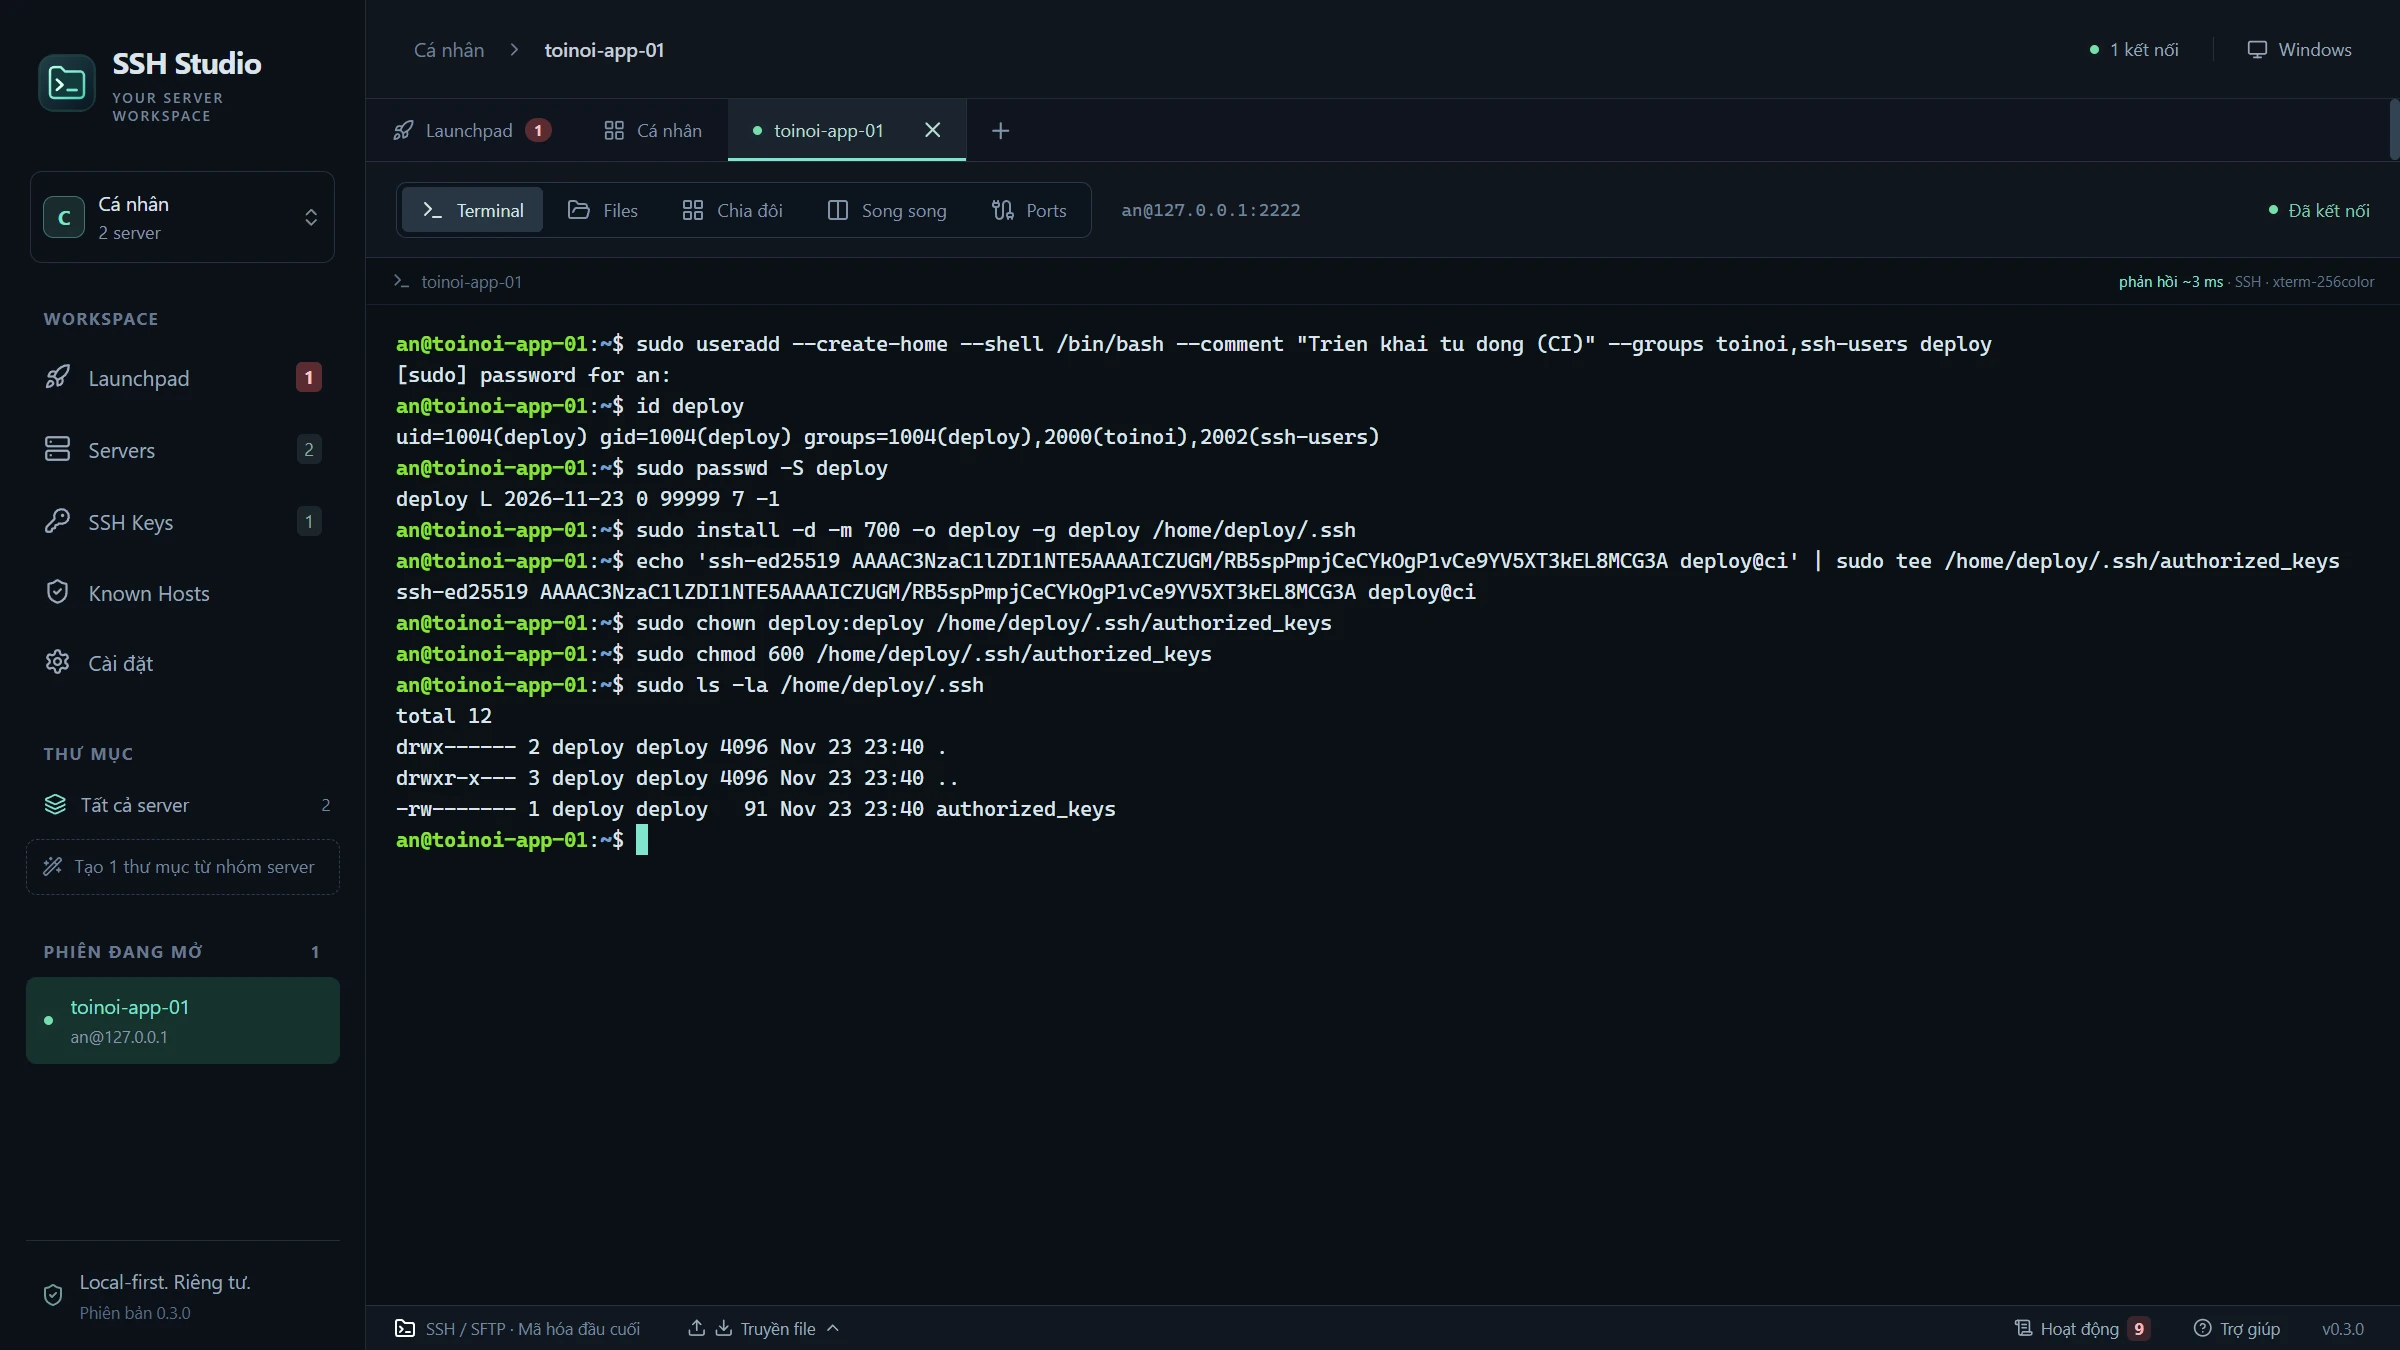 SSH Studio
YOUR SERVER
WORKSPACE
C
Cá nhân
2 server
WORKSPACE
Launchpad 1
Servers 2
SSH Keys 1
Known Hosts
Cài đặt
THƯ MỤC
Tất cả server 2
Tạo 1 thư mục từ nhóm server
PHIÊN ĐANG MỞ 1
toinoi-app-01
an@127.0.0.1
Local-first. Riêng tư.
Phiên bản 0.3.0
Cá nhân > toinoi-app-01
1 kết nối
Windows
Launchpad 1
Cá nhân
toinoi-app-01
Terminal
Files
Chia đôi
Song song
Ports
an@127.0.0.1:2222
Đã kết nối
toinoi-app-01
phản hồi ~3 ms · SSH · xterm-256color
an@toinoi-app-01:~$ sudo useradd --create-home --shell /bin/bash --comment "Trien khai tu dong (CI)" --groups toinoi,ssh-users deploy
[sudo] password for an:
an@toinoi-app-01:~$ id deploy
uid=1004(deploy) gid=1004(deploy) groups=1004(deploy),2000(toinoi),2002(ssh-users)
an@toinoi-app-01:~$ sudo passwd -S deploy
deploy L 2026-11-23 0 99999 7 -1
an@toinoi-app-01:~$ sudo install -d -m 700 -o deploy -g deploy /home/deploy/.ssh
an@toinoi-app-01:~$ echo 'ssh-ed25519 AAAAC3NzaC1lZDI1NTE5AAAAICZUGM/RB5spPmpjCeCYkOgP1vCe9YV5XT3kEL8MCG3A deploy@ci' | sudo tee /home/deploy/.ssh/authorized_keys
ssh-ed25519 AAAAC3NzaC1lZDI1NTE5AAAAICZUGM/RB5spPmpjCeCYkOgP1vCe9YV5XT3kEL8MCG3A deploy@ci
an@toinoi-app-01:~$ sudo chown deploy:deploy /home/deploy/.ssh/authorized_keys
an@toinoi-app-01:~$ sudo chmod 600 /home/deploy/.ssh/authorized_keys
an@toinoi-app-01:~$ sudo ls -la /home/deploy/.ssh
total 12
drwx------ 2 deploy deploy 4096 Nov 23 23:40 .
drwxr-x--- 3 deploy deploy 4096 Nov 23 23:40 ..
-rw------- 1 deploy deploy   91 Nov 23 23:40 authorized_keys
an@toinoi-app-01:~$
SSH / SFTP · Mã hóa đầu cuối
Truyền file
Hoạt động 9
Trợ giúp
v0.3.0